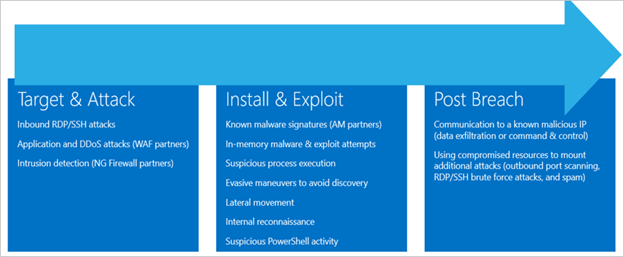 Target & Attack
Inbound RDP/SSH attacks
Application and DDoS attacks (WAF partners)
Intrusion detection (NG Firewall partners)
Install & Exploit
Known malware signatures (AM partners)
In-memory malware & exploit attempts
Suspicious process execution
Evasive maneuvers to avoid discovery
Lateral movement
Internal reconnaissance
Suspicious PowerShell activity
Post Breach
Communication to a known malicious IP
(data exfiltration or command & control)
Using compromised resources to mount
additional attacks (outbound port scanning,
RDP/SSH brute force attacks, and spam)